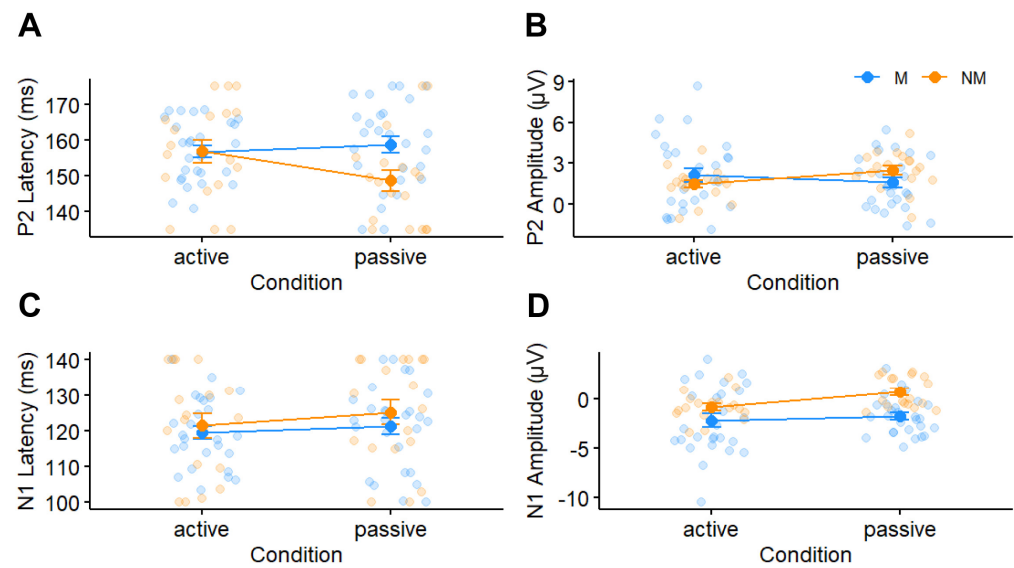 A
P2 Latency (ms)
170
160
150
140
active passive
Condition
B
P2 Amplitude (µV)
9
6
3
0
M NM
active passive
Condition
C
N1 Latency (ms)
140
130
120
110
100
active passive
Condition
D
N1 Amplitude (µV)
0
-5
-10
active passive
Condition